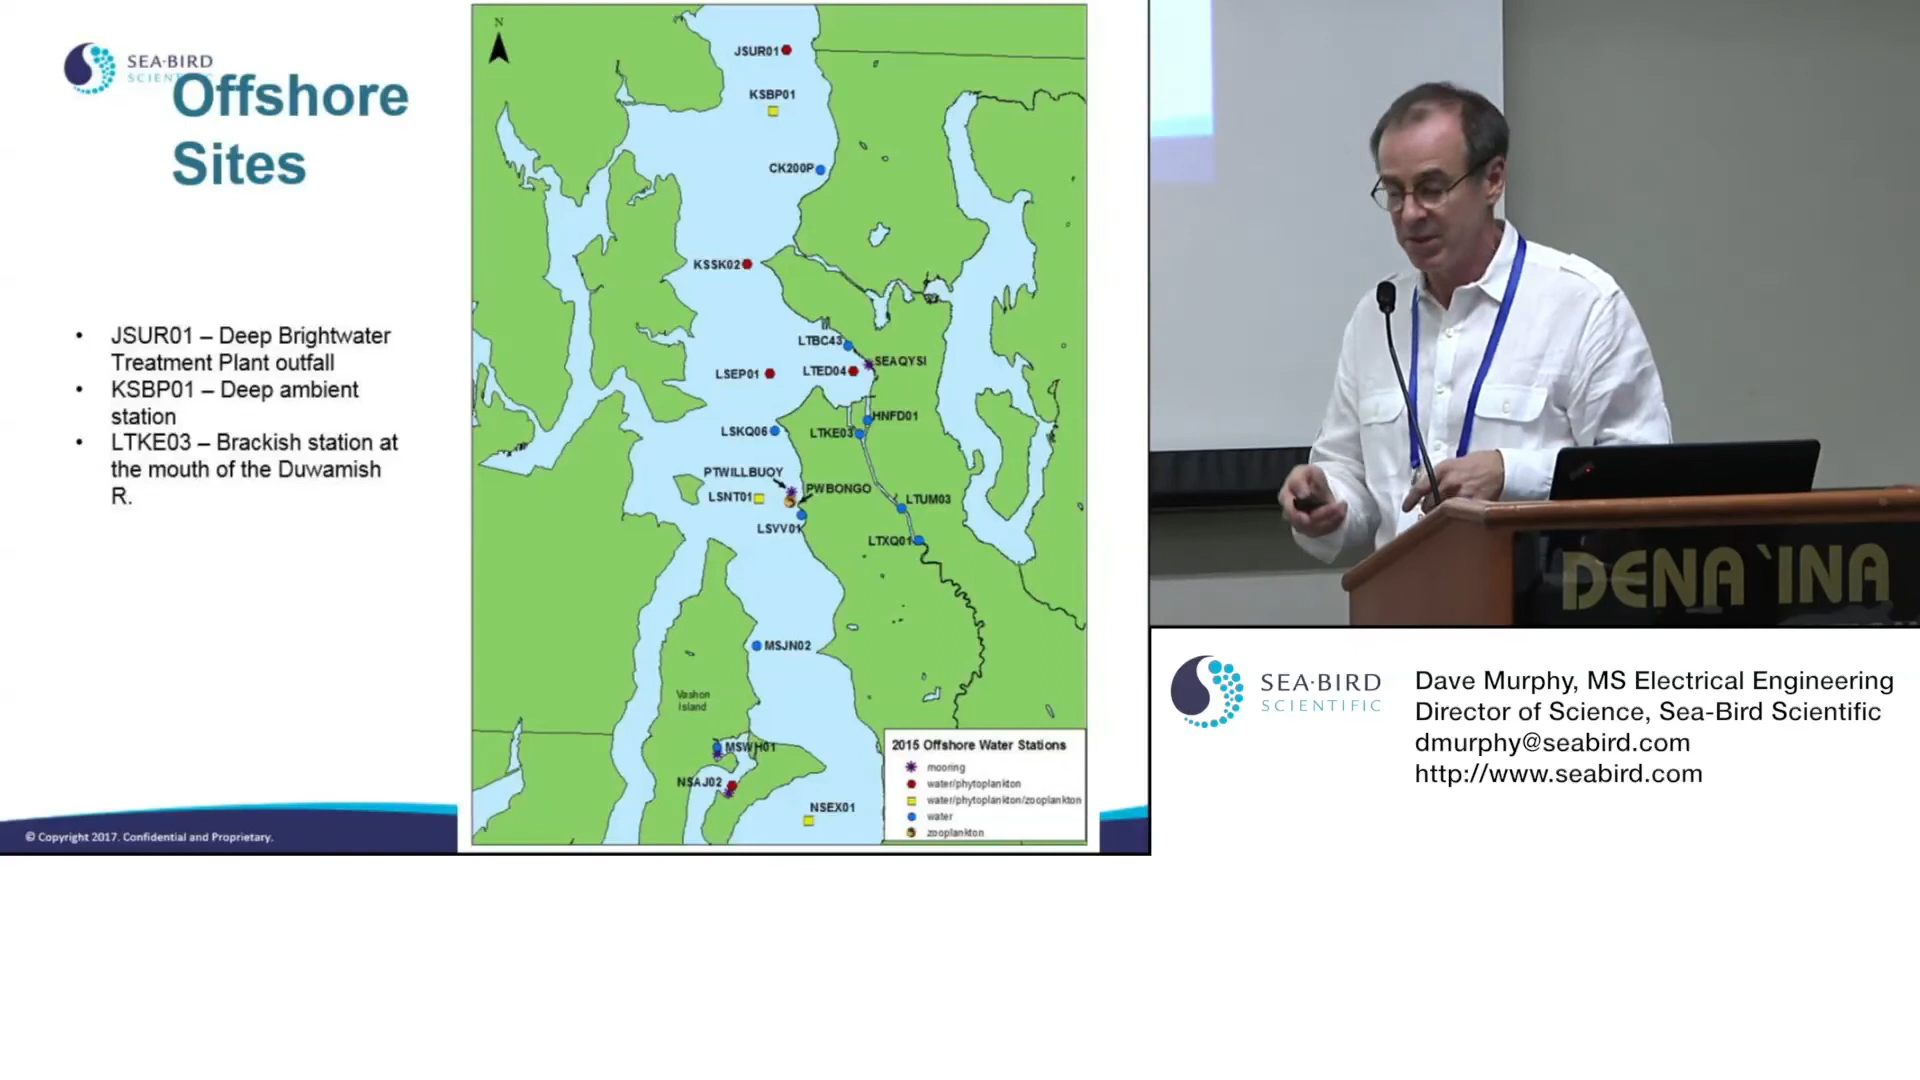 SEA·BIRD
SCIENTIFIC
Offshore
Sites
• JSUR01 – Deep Brightwater
Treatment Plant outfall
• KSBP01 – Deep ambient
station
• LTKE03 – Brackish station at
the mouth of the Duwamish
R.
© Copyright 2017. Confidential and Proprietary.
N
JSUR01
KSBP01
CK200P
KSSK02
LTBC43
SEAQYSI
LSEP01
LTED04
HNFD01
LSKQ06
LTKE03
PTWILLBUOY
PWBONGO
LSNT01
LTUM03
LSVV01
LTXQ01
MSJN02
Vashon
Island
MSWH01
NSAJ02
NSEX01
2015 Offshore Water Stations
mooring
water/phytoplankton
water/phytoplankton/zooplankton
water
zooplankton
DENA`INA
SEA·BIRD
SCIENTIFIC
Dave Murphy, MS Electrical Engineering
Director of Science, Sea-Bird Scientific
dmurphy@seabird.com
http://www.seabird.com